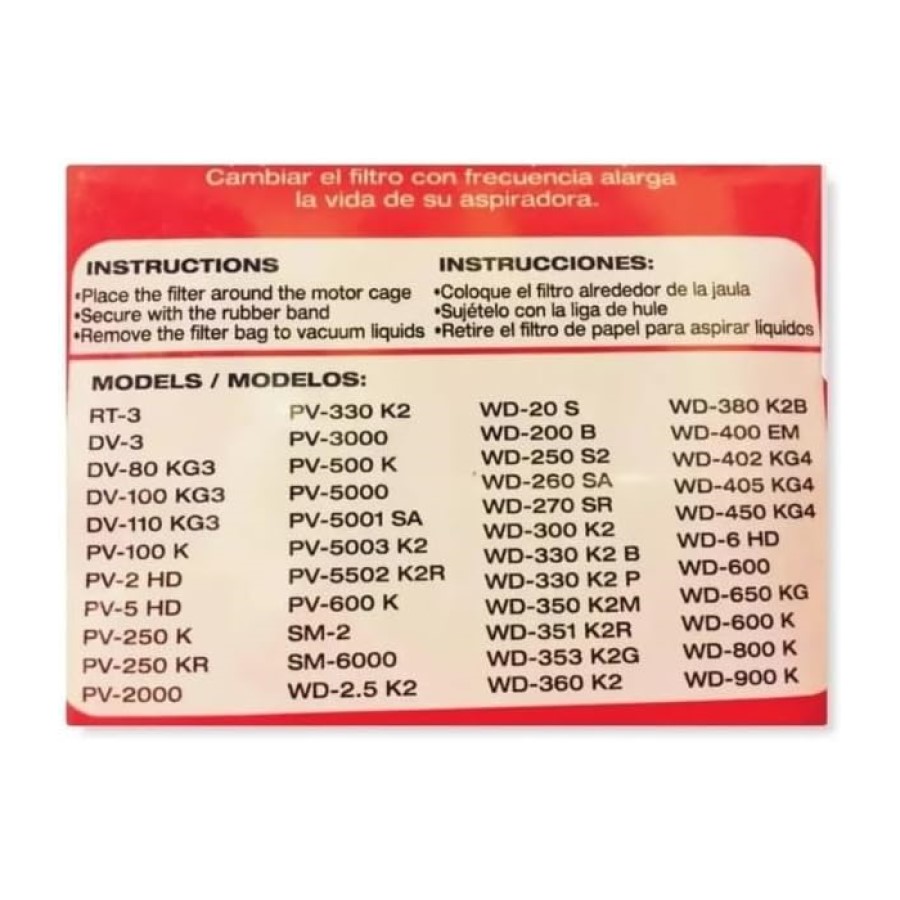 Cambiar el filtro con frecuencia alarga
la vida de su aspiradora.
INSTRUCTIONS
•Place the filter around the motor cage
•Secure with the rubber band
•Remove the filter bag to vacuum liquids
INSTRUCCIONES:
•Coloque el filtro alrededor de la jaula
•Sujételo con la liga de hule
•Retire el filtro de papel para aspirar líquidos
MODELS / MODELOS:
RT-3
DV-3
DV-80 KG3
DV-100 KG3
DV-110 KG3
PV-100 K
PV-2 HD
PV-5 HD
PV-250 K
PV-250 KR
PV-2000
PV-330 K2
PV-3000
PV-500 K
PV-5000
PV-5001 SA
PV-5003 K2
PV-5502 K2R
PV-600 K
SM-2
SM-6000
WD-2.5 K2
WD-20 S
WD-200 B
WD-250 S2
WD-260 SA
WD-270 SR
WD-300 K2
WD-330 K2 B
WD-330 K2 P
WD-350 K2M
WD-351 K2R
WD-353 K2G
WD-360 K2
WD-380 K2B
WD-400 EM
WD-402 KG4
WD-405 KG4
WD-450 KG4
WD-6 HD
WD-600
WD-650 KG
WD-600 K
WD-800 K
WD-900 K